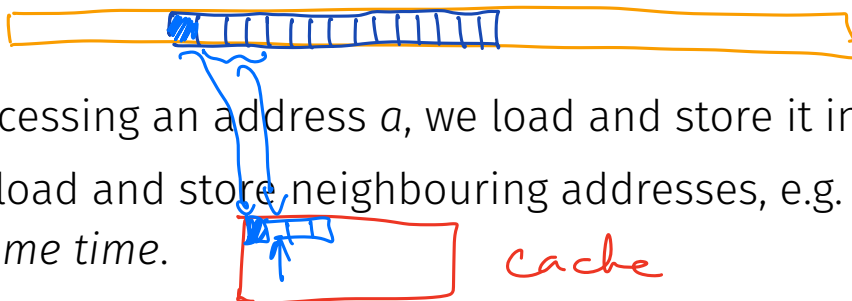 cessing an address a, we load and store it in
load and store neighbouring addresses, e.g.
me time.
cache